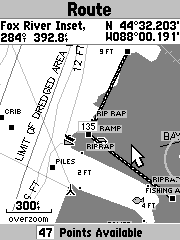 Route
Fox River Inset,
284° 392.8
N 44°32.203'
W088°00.191'
9 FT
12 FT
LIMIT OF DREDGED AREA
CRIB
RIP RAP
135
RAMP
RIPRAP
BAY
PILES
2 FT
RIPRAP
FISHING A
6 FT
300
overzoom
47 Points Available